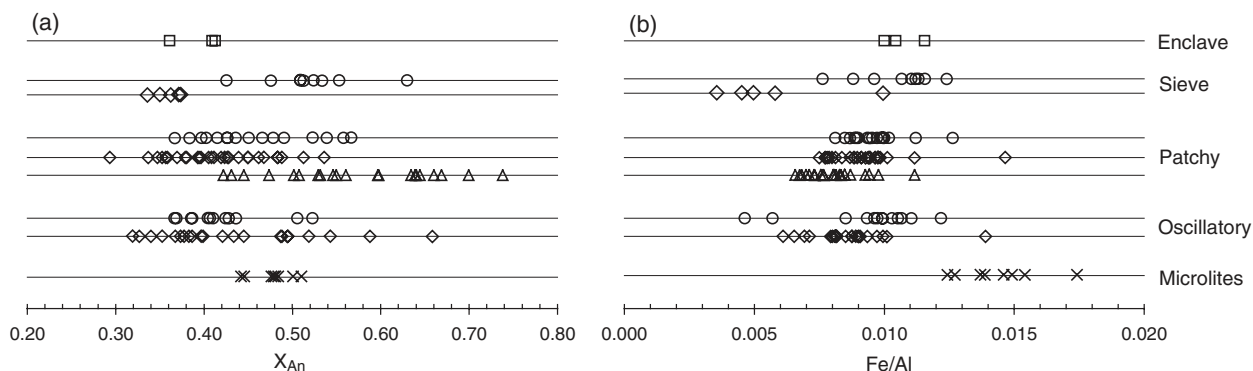 (a)
(b)
Enclave
Sieve
Patchy
Oscillatory
Microlites
0.20 0.30 0.40 0.50 0.60 0.70 0.80
0.000 0.005 0.010 0.015 0.020
X_An
Fe/Al